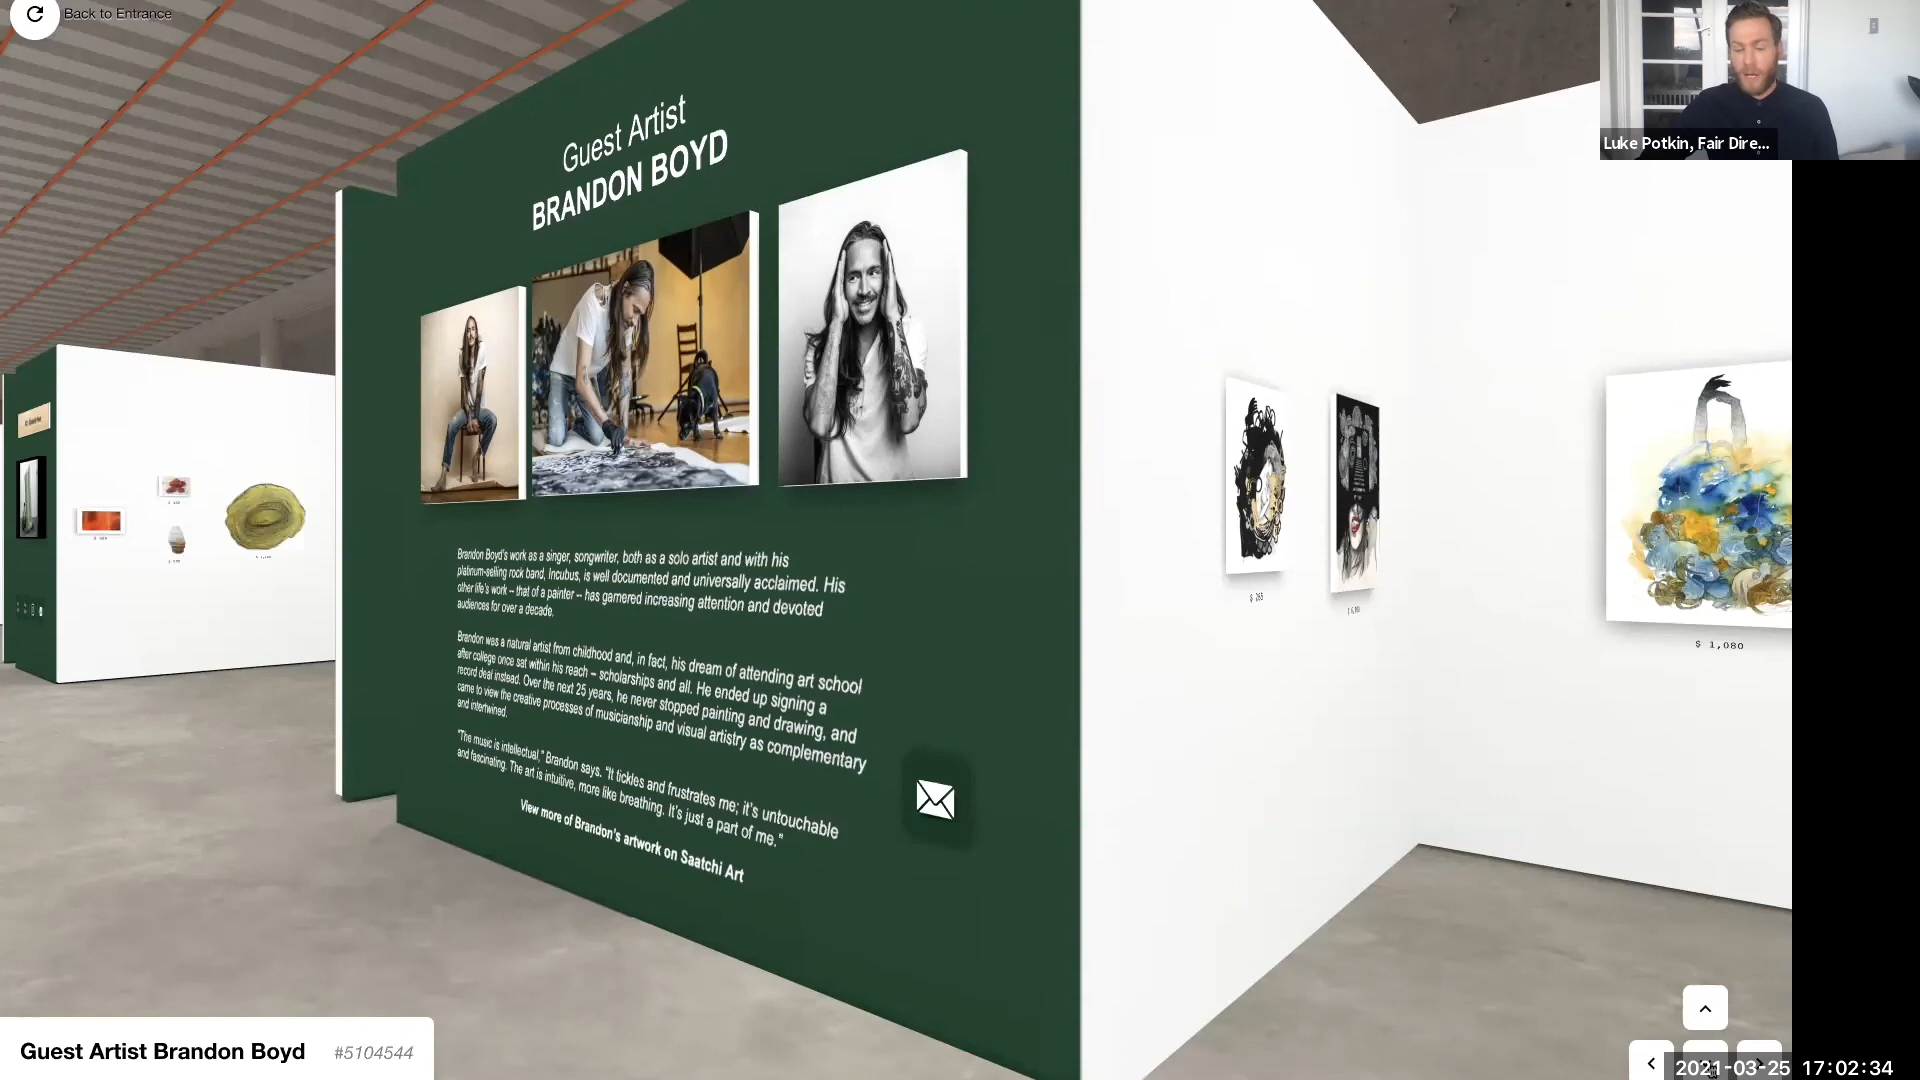 Back to Entrance
Luke Potkin, Fair Dire...
Guest Artist
BRANDON BOYD
Brandon Boyd's work as a singer, songwriter, both as a solo artist and with his
platinum-selling rock band, Incubus, is well documented and universally acclaimed. His
other life's work -- that of a painter -- has garnered increasing attention and devoted
audiences for over a decade.
Brandon was a natural artist from childhood and, in fact, his dream of attending art school
after college once sat within his reach – scholarships and all. He ended up signing a
record deal instead. Over the next 25 years, he never stopped painting and drawing, and
came to view the creative processes of musicianship and visual artistry as complementary
and intertwined.
"The music is intellectual," Brandon says. "It tickles and frustrates me; it's untouchable
and fascinating. The art is intuitive, more like breathing. It's just a part of me."
View more of Brandon's artwork on Saatchi Art
$ 265
$ 1,080
Guest Artist Brandon Boyd #5104544
2021-03-25 17:02:34